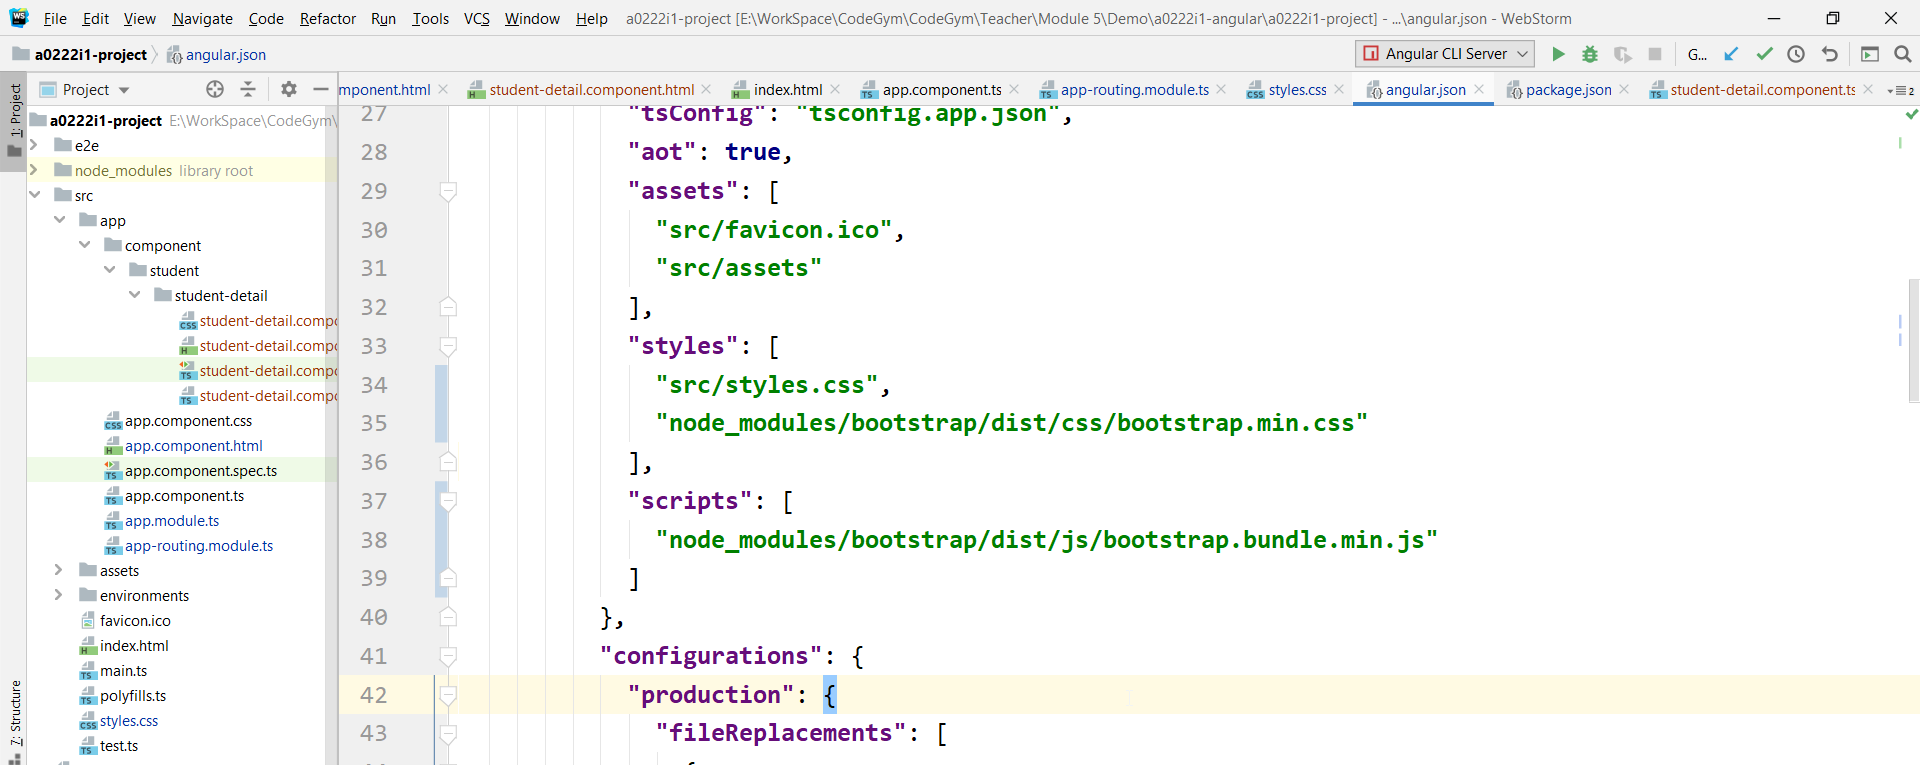 File Edit View Navigate Code Refactor Run Tools VCS Window Help a0222i1-project [E:\WorkSpace\CodeGym\CodeGym\Teacher\Module 5\Demo\a0222i1-angular\a0222i1-project] - ...\angular.json - WebStorm
a0222i1-project angular.json Angular CLI Server G...
Project mponent.html student-detail.component.html index.html app.component.ts app-routing.module.ts styles.css angular.json package.json student-detail.component.ts 2
1: Project
7: Structure
a0222i1-project E:\WorkSpace\CodeGym\
e2e
node_modules library root
src
app
component
student
student-detail
student-detail.compo
student-detail.compo
student-detail.compo
student-detail.compo
app.component.css
app.component.html
app.component.spec.ts
app.component.ts
app.module.ts
app-routing.module.ts
assets
environments
favicon.ico
index.html
main.ts
polyfills.ts
styles.css
test.ts
27 "tsConfig": "tsconfig.app.json",
28 "aot": true,
29 "assets": [
30 "src/favicon.ico",
31 "src/assets"
32 ],
33 "styles": [
34 "src/styles.css",
35 "node_modules/bootstrap/dist/css/bootstrap.min.css"
36 ],
37 "scripts": [
38 "node_modules/bootstrap/dist/js/bootstrap.bundle.min.js"
39 ]
40 },
41 "configurations": {
42 "production": {
43 "fileReplacements": [